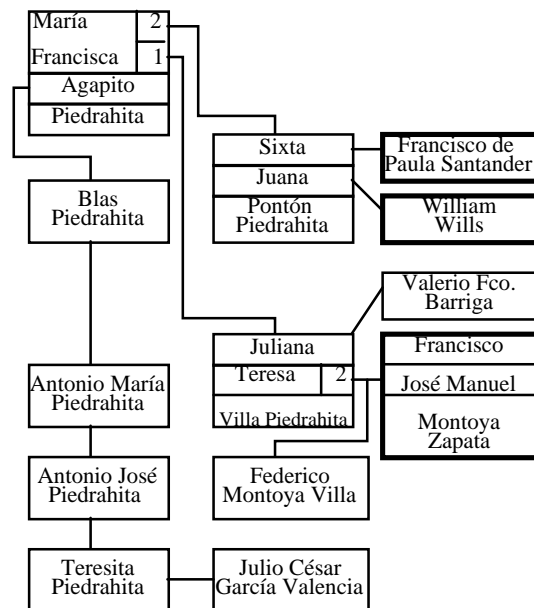 María 2
Francisca 1
Agapito
Piedrahita
Sixta
Juana
Pontón
Piedrahita
Francisco de
Paula Santander
William
Wills
Blas
Piedrahita
Valerio Fco.
Barriga
Juliana
Teresa 2
Villa Piedrahita
Francisco
José Manuel
Montoya
Zapata
Antonio María
Piedrahita
Antonio José
Piedrahita
Federico
Montoya Villa
Teresita
Piedrahita
Julio César
García Valencia